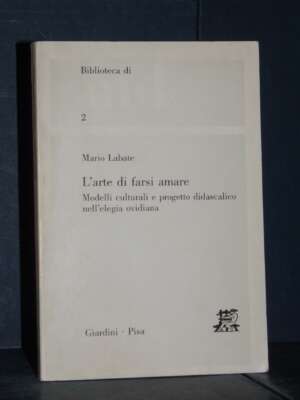 Biblioteca di
2
Mario Labate
L'arte di farsi amare
Modelli culturali e progetto didascalico
nell'elegia ovidiana
Giardini · Pisa